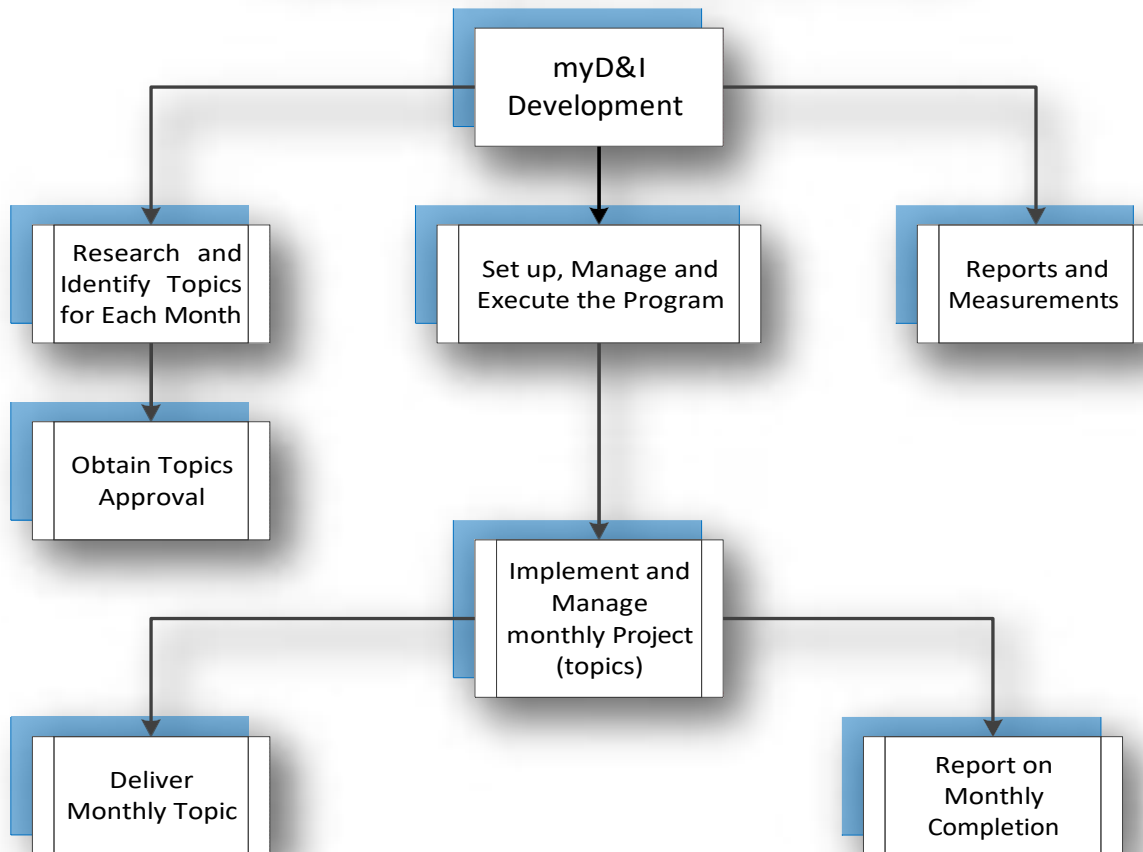 myD&I
Development
Research and
Identify Topics
for Each Month
Set up, Manage and
Execute the Program
Reports and
Measurements
Obtain Topics
Approval
Implement and
Manage
monthly Project
(topics)
Deliver
Monthly Topic
Report on
Monthly
Completion